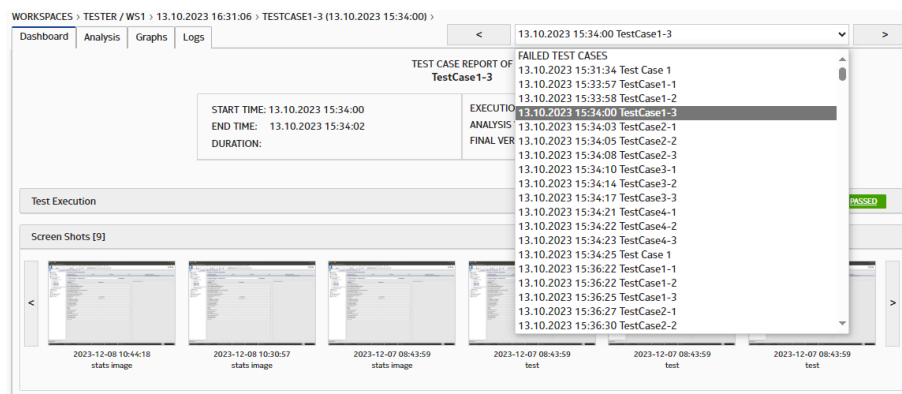 WORKSPACES > TESTER / WS1 > 13.10.2023 16:31:06 > TESTCASE1-3 (13.10.2023 15:34:00) >
Dashboard Analysis Graphs Logs
< 13.10.2023 15:34:00 TestCase1-3 >
TEST CASE REPORT OF
TestCase1-3
START TIME: 13.10.2023 15:34:00
END TIME: 13.10.2023 15:34:02
DURATION:
EXECUTIO
ANALYSIS
FINAL VER
FAILED TEST CASES
13.10.2023 15:31:34 Test Case 1
13.10.2023 15:33:57 TestCase1-1
13.10.2023 15:33:58 TestCase1-2
13.10.2023 15:34:00 TestCase1-3
13.10.2023 15:34:03 TestCase2-1
13.10.2023 15:34:05 TestCase2-2
13.10.2023 15:34:08 TestCase2-3
13.10.2023 15:34:10 TestCase3-1
13.10.2023 15:34:14 TestCase3-2
13.10.2023 15:34:17 TestCase3-3
13.10.2023 15:34:21 TestCase4-1
13.10.2023 15:34:22 TestCase4-2
13.10.2023 15:34:23 TestCase4-3
13.10.2023 15:34:25 Test Case 1
13.10.2023 15:36:22 TestCase1-1
13.10.2023 15:36:22 TestCase1-2
13.10.2023 15:36:25 TestCase1-3
13.10.2023 15:36:27 TestCase2-1
13.10.2023 15:36:30 TestCase2-2
Test Execution
PASSED
Screen Shots [9]
< >
2023-12-08 10:44:18 2023-12-08 10:30:57 2023-12-07 08:43:59 2023-12-07 08:43:59 2023-12-07 08:43:59 2023-12-07 08:43:59
stats image stats image stats image test test test